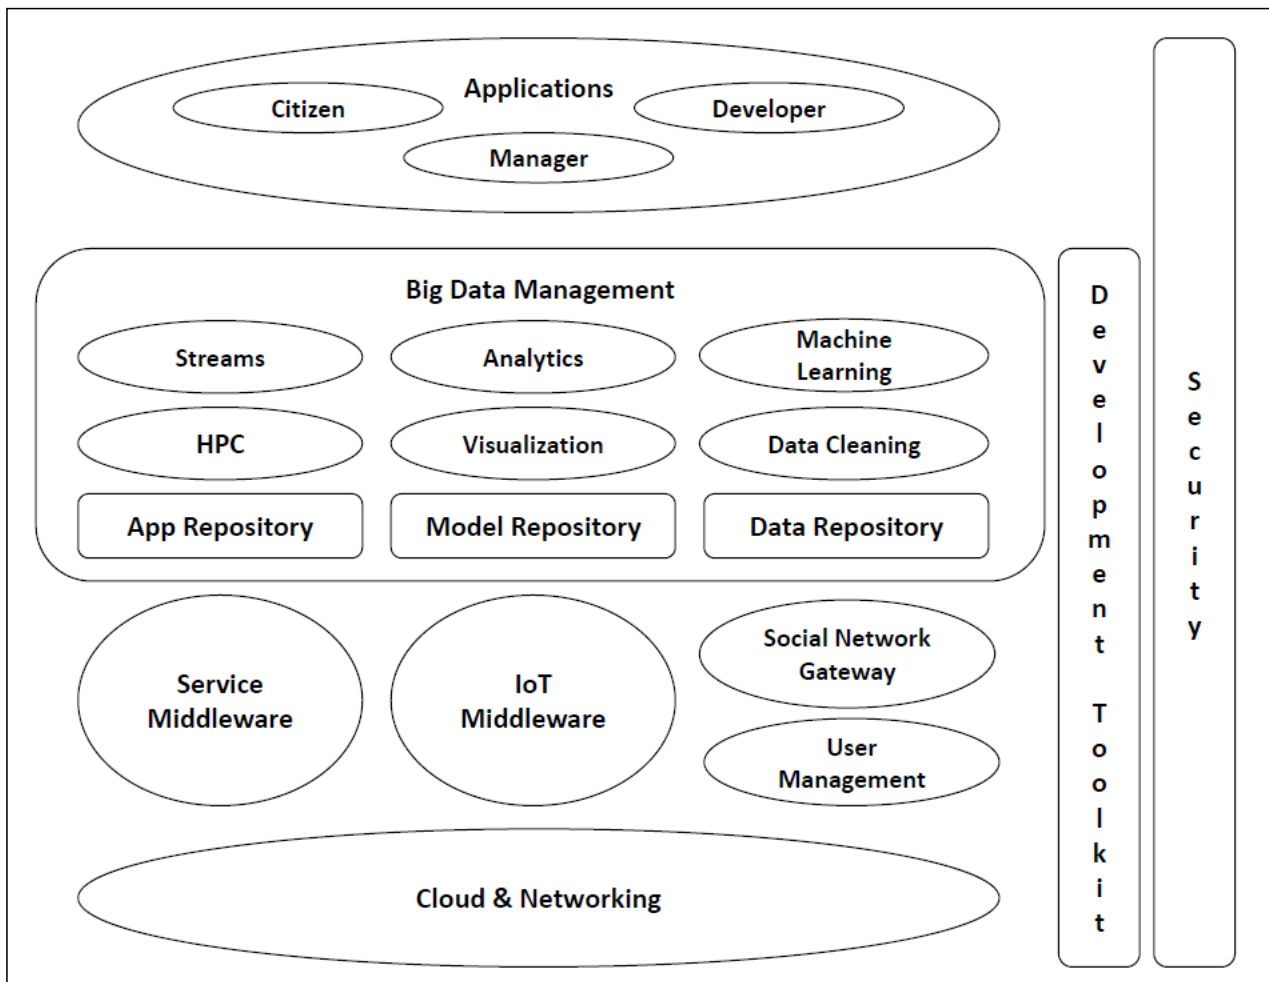 Applications
Citizen
Developer
Manager
Big Data Management
Streams
Analytics
Machine
Learning
HPC
Visualization
Data Cleaning
App Repository
Model Repository
Data Repository
Service
Middleware
IoT
Middleware
Social Network
Gateway
User
Management
Cloud & Networking
Development Toolkit
Security